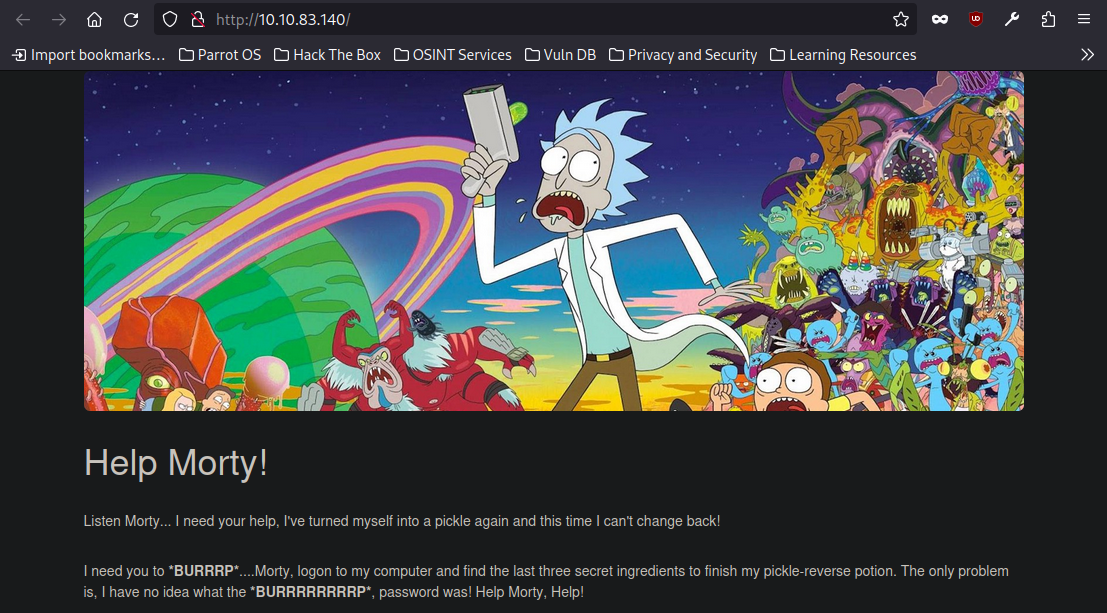 http://10.10.83.140/
Import bookmarks... Parrot OS Hack The Box OSINT Services Vuln DB Privacy and Security Learning Resources
Help Morty!
Listen Morty... I need your help, I've turned myself into a pickle again and this time I can't change back!
I need you to *BURRRP*....Morty, logon to my computer and find the last three secret ingredients to finish my pickle-reverse potion. The only problem
is, I have no idea what the *BURRRRRRRRP*, password was! Help Morty, Help!